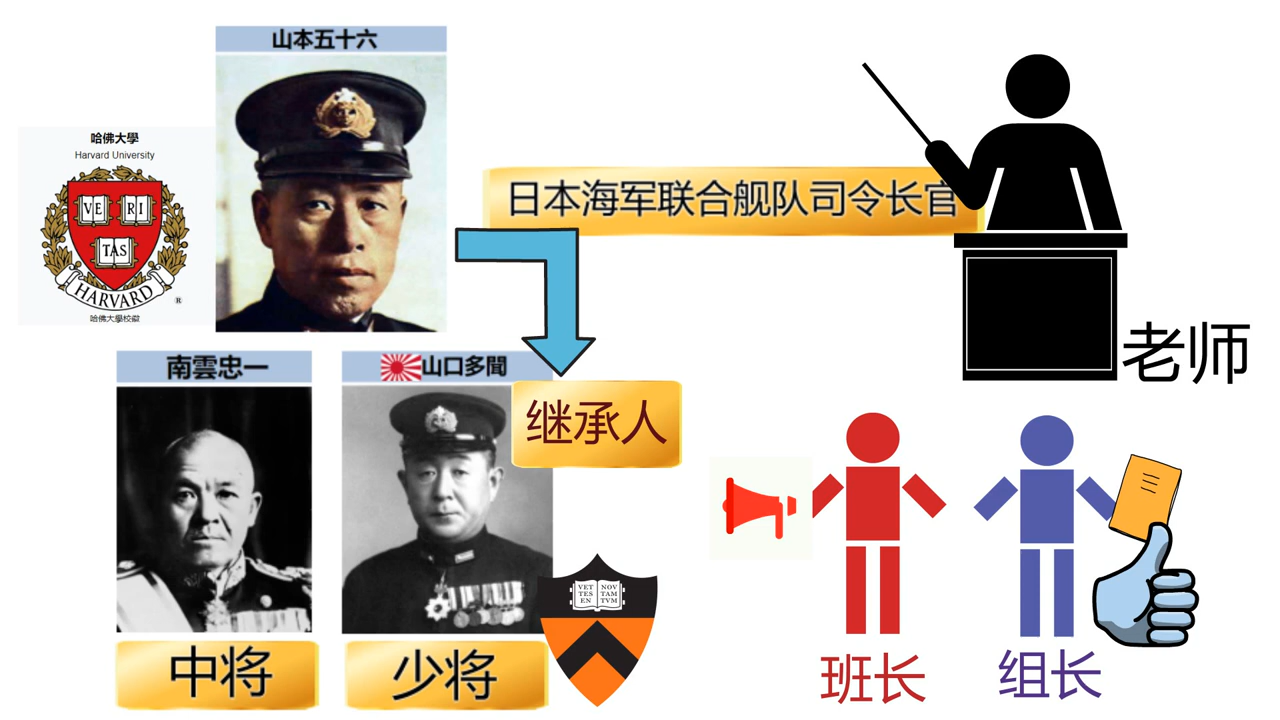 山本五十六
哈佛大學
Harvard University
VE RI
TAS
HARVARD
®
哈佛大學校徽
日本海军联合舰队司令长官
老师
南雲忠一
山口多聞
继承人
VET NOV
TES TAM
EN TVM
中将
少将
班长
组长